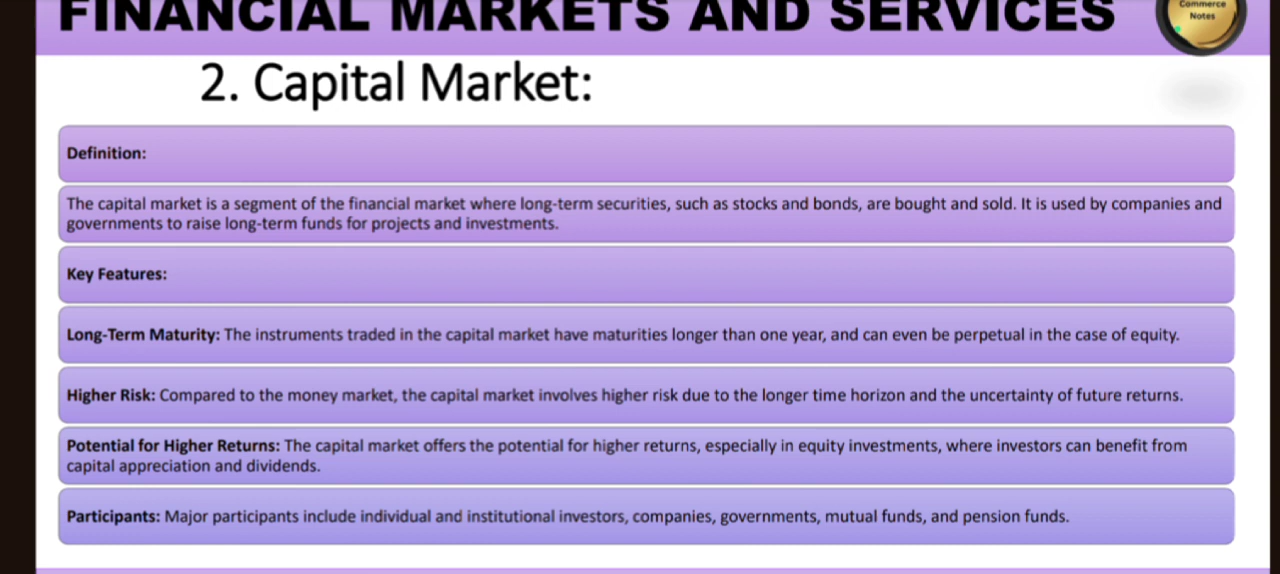 FINANCIAL MARKETS AND SERVICES
Commerce
Notes
2. Capital Market:
Definition:
The capital market is a segment of the financial market where long-term securities, such as stocks and bonds, are bought and sold. It is used by companies and
governments to raise long-term funds for projects and investments.
Key Features:
Long-Term Maturity: The instruments traded in the capital market have maturities longer than one year, and can even be perpetual in the case of equity.
Higher Risk: Compared to the money market, the capital market involves higher risk due to the longer time horizon and the uncertainty of future returns.
Potential for Higher Returns: The capital market offers the potential for higher returns, especially in equity investments, where investors can benefit from
capital appreciation and dividends.
Participants: Major participants include individual and institutional investors, companies, governments, mutual funds, and pension funds.